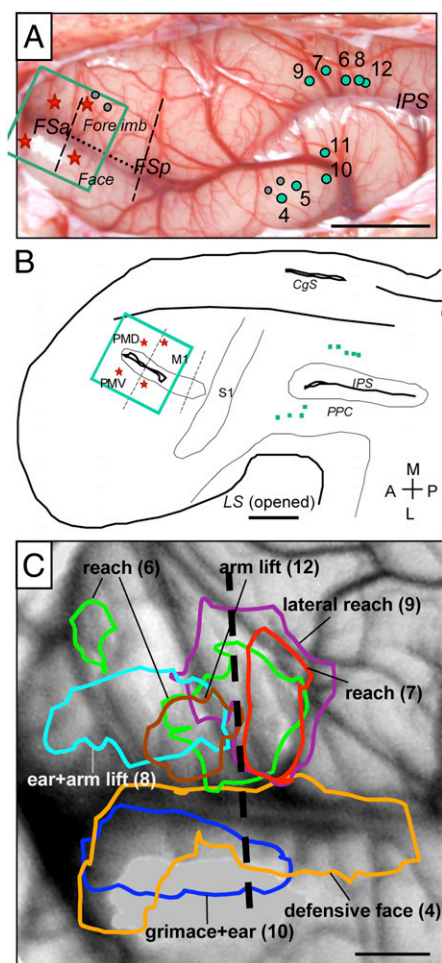 A
7 6 8 12
9
IPS
FSa Fore imb
FSp
Face
11
10
5
4
B
CgS
PMD
M1
PMV
S1
IPS
PPC
M
A P
L
LS (opened)
C
reach (6) arm lift (12)
lateral reach (9)
reach (7)
ear+arm lift (8)
defensive face (4)
grimace+ear (10)